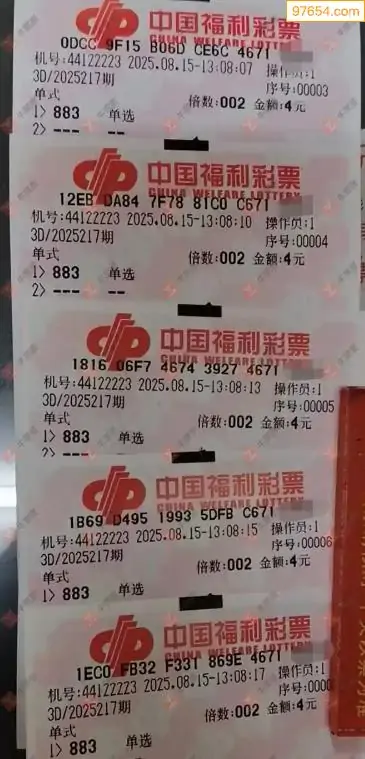 97654.com
中国福利彩票
CHINA WELFARE LOTTERY
0DCC 9F15 B06D CE6C 4671
机号:44122223 2025.08.15-13:08:07 操作员:1
3D/2025217期 序号:00003
单式 倍数:002 金额:4元
1> 883 单选
2> --- --
中国福利彩票
CHINA WELFARE LOTTERY
12EB DA84 7F78 81C0 C671
机号:44122223 2025.08.15-13:08:10 操作员:1
3D/2025217期 序号:00004
单式 倍数:002 金额:4元
1> 883 单选
2> --- --
中国福利彩票
CHINA WELFARE LOTTERY
1816 06F7 4674 3927 4671
机号:44122223 2025.08.15-13:08:13 操作员:1
3D/2025217期 序号:00005
单式 倍数:002 金额:4元
1> 883 单选
2> --- --
中国福利彩票
CHINA WELFARE LOTTERY
1B69 D495 1993 5DFB C671
机号:44122223 2025.08.15-13:08:15 操作员:1
3D/2025217期 序号:00006
单式 倍数:002 金额:4元
1> 883 单选
中国福利彩票
CHINA WELFARE LOTTERY
1EC0 FB32 F331 869E 4671
机号:44122223 2025.08.15-13:08:17 操作员:1
3D/2025217期 序号:0000
单式 倍数:002 金额:4元
1> 883 单选